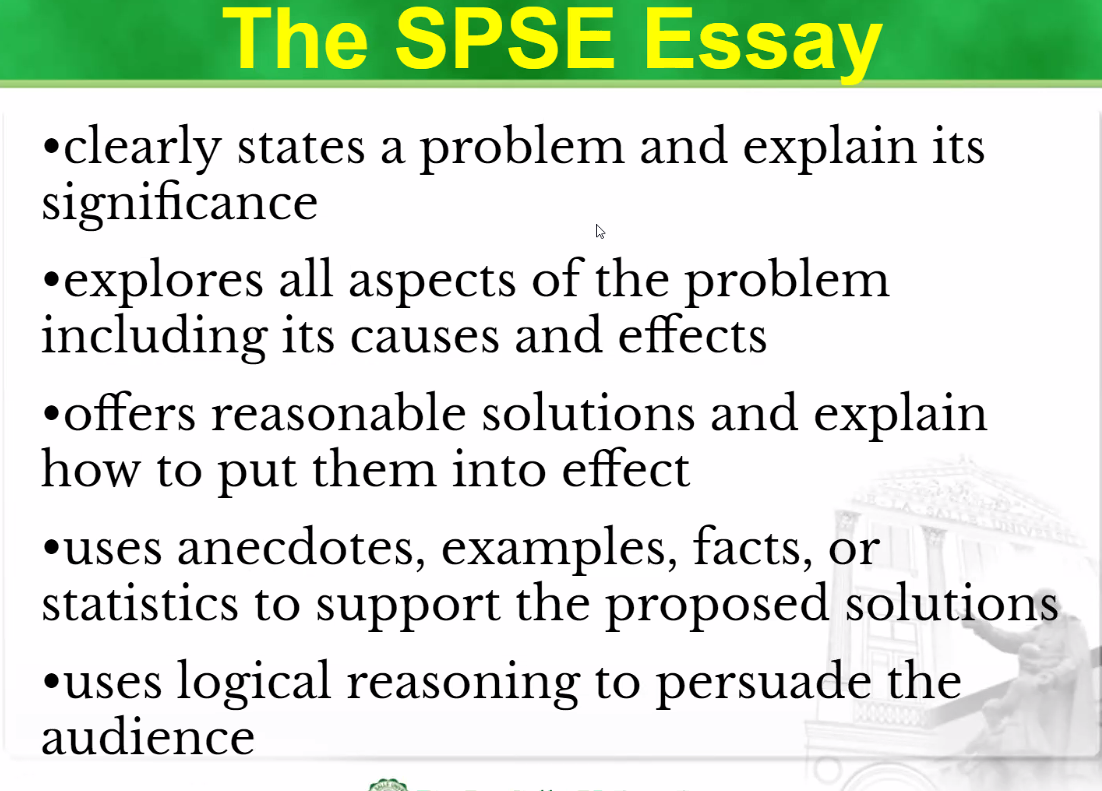 The SPSE Essay
•clearly states a problem and explain its
significance
•explores all aspects of the problem
including its causes and effects
•offers reasonable solutions and explain
how to put them into effect
•uses anecdotes, examples, facts, or
statistics to support the proposed solutions
•uses logical reasoning to persuade the
audience